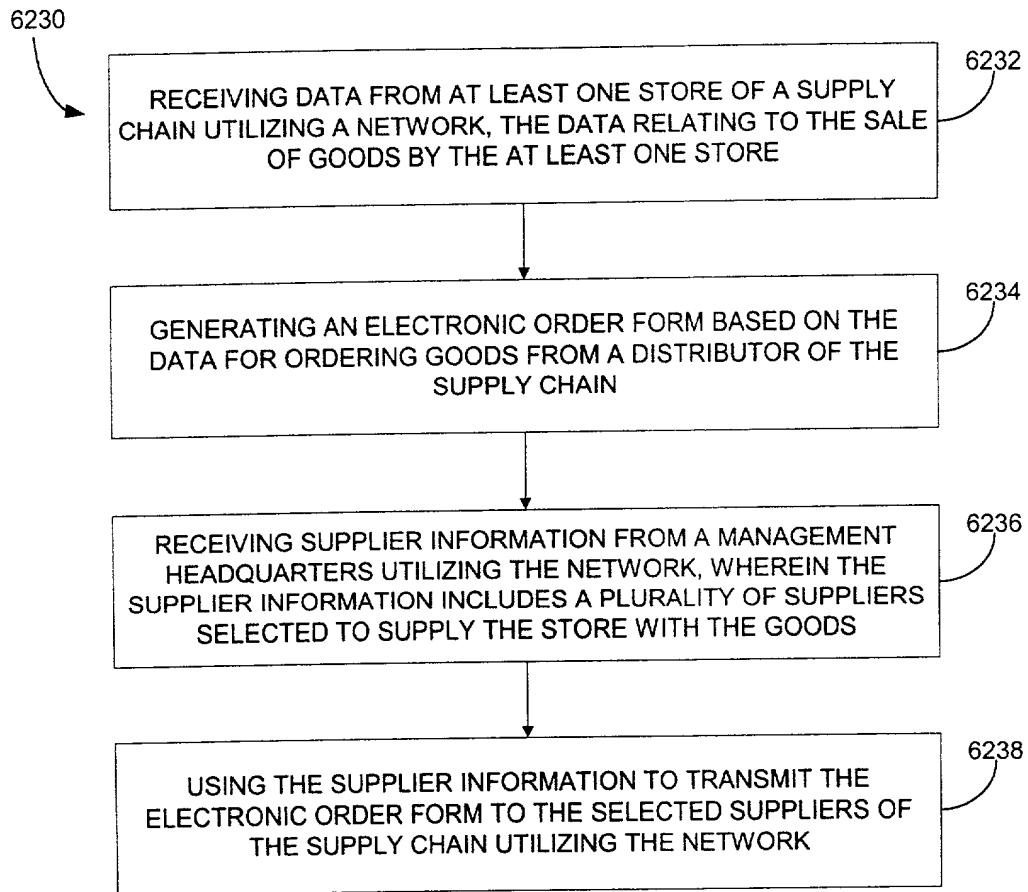 6230
6232
RECEIVING DATA FROM AT LEAST ONE STORE OF A SUPPLY
CHAIN UTILIZING A NETWORK, THE DATA RELATING TO THE SALE
OF GOODS BY THE AT LEAST ONE STORE
6234
GENERATING AN ELECTRONIC ORDER FORM BASED ON THE
DATA FOR ORDERING GOODS FROM A DISTRIBUTOR OF THE
SUPPLY CHAIN
6236
RECEIVING SUPPLIER INFORMATION FROM A MANAGEMENT
HEADQUARTERS UTILIZING THE NETWORK, WHEREIN THE
SUPPLIER INFORMATION INCLUDES A PLURALITY OF SUPPLIERS
SELECTED TO SUPPLY THE STORE WITH THE GOODS
6238
USING THE SUPPLIER INFORMATION TO TRANSMIT THE
ELECTRONIC ORDER FORM TO THE SELECTED SUPPLIERS OF
THE SUPPLY CHAIN UTILIZING THE NETWORK